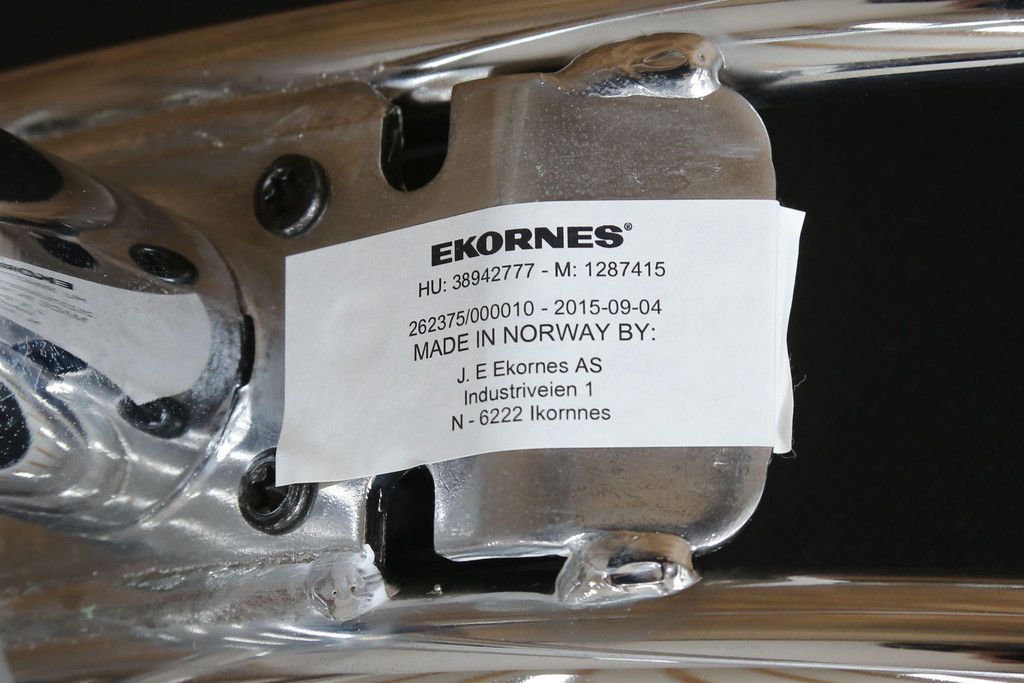 EKORNES®
HU: 38942777 - M: 1287415
262375/000010 - 2015-09-04
MADE IN NORWAY BY:
J. E Ekornes AS
Industriveien 1
N - 6222 Ikornnes